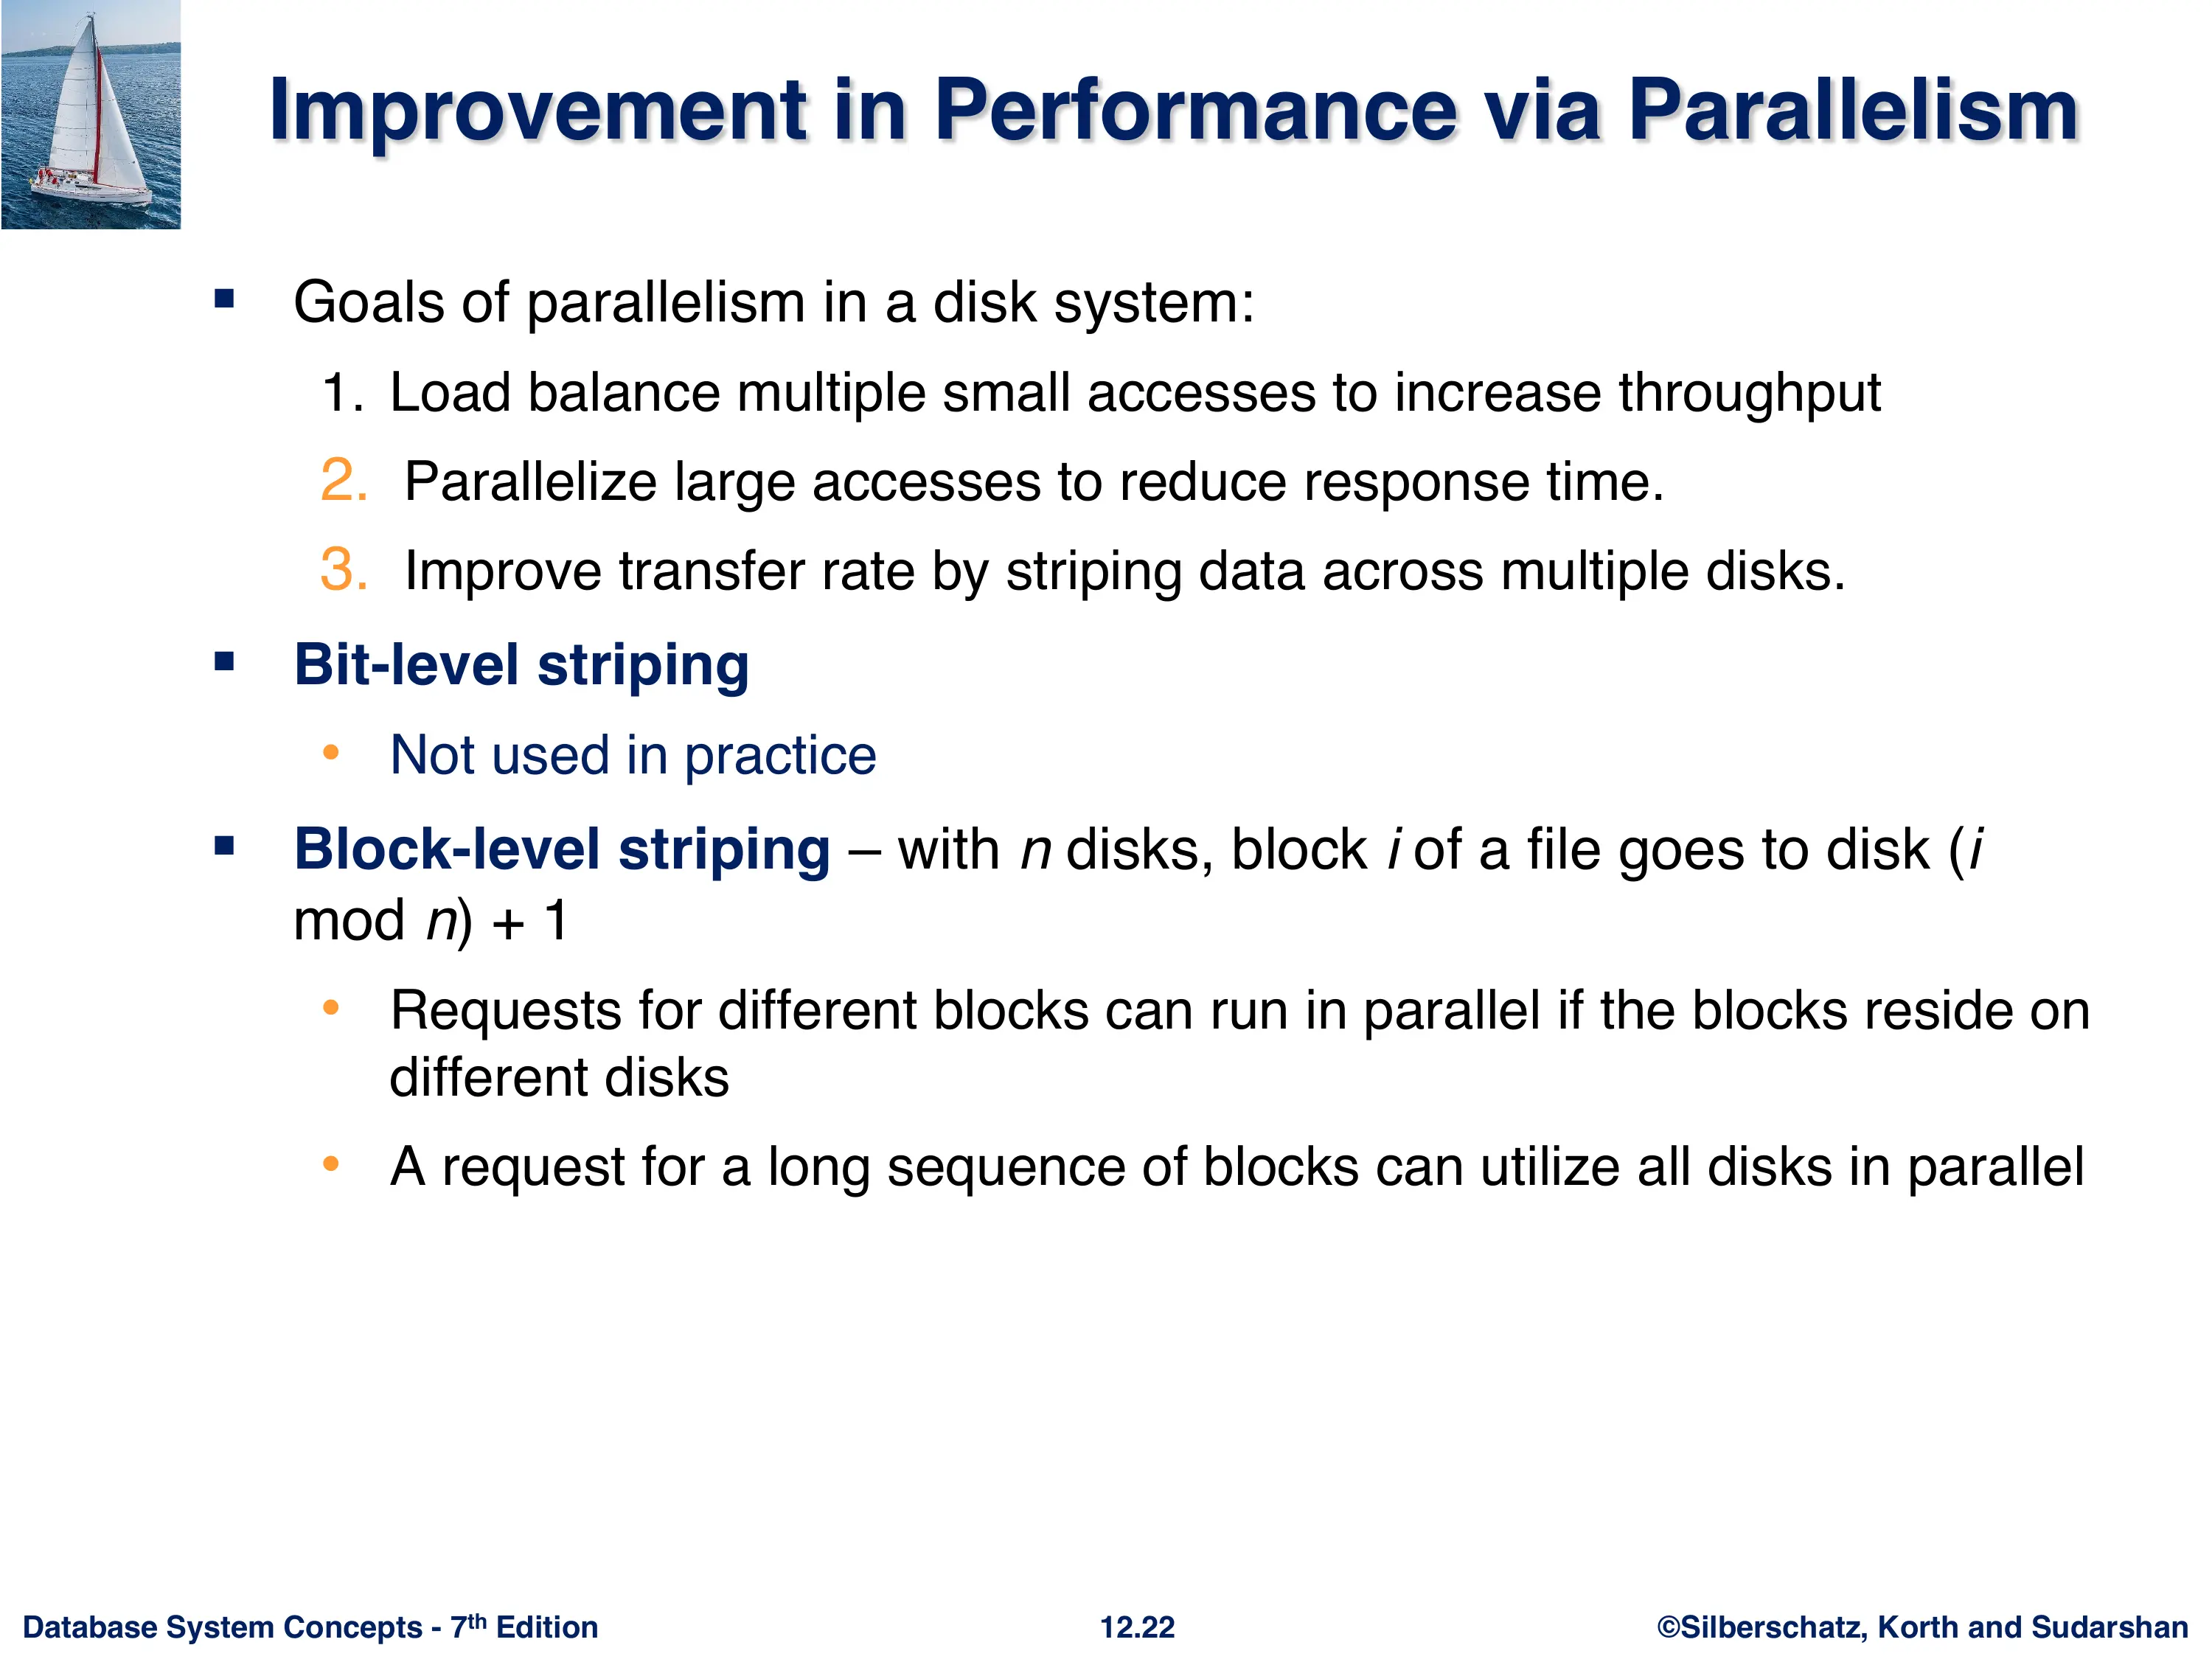 Improvement in Performance via Parallelism
▪ Goals of parallelism in a disk system:
1. Load balance multiple small accesses to increase throughput
2. Parallelize large accesses to reduce response time.
3. Improve transfer rate by striping data across multiple disks.
▪ Bit-level striping
• Not used in practice
▪ Block-level striping – with n disks, block i of a file goes to disk (i
mod n) + 1
• Requests for different blocks can run in parallel if the blocks reside on
different disks
• A request for a long sequence of blocks can utilize all disks in parallel
Database System Concepts - 7th Edition
12.22
©Silberschatz, Korth and Sudarshan